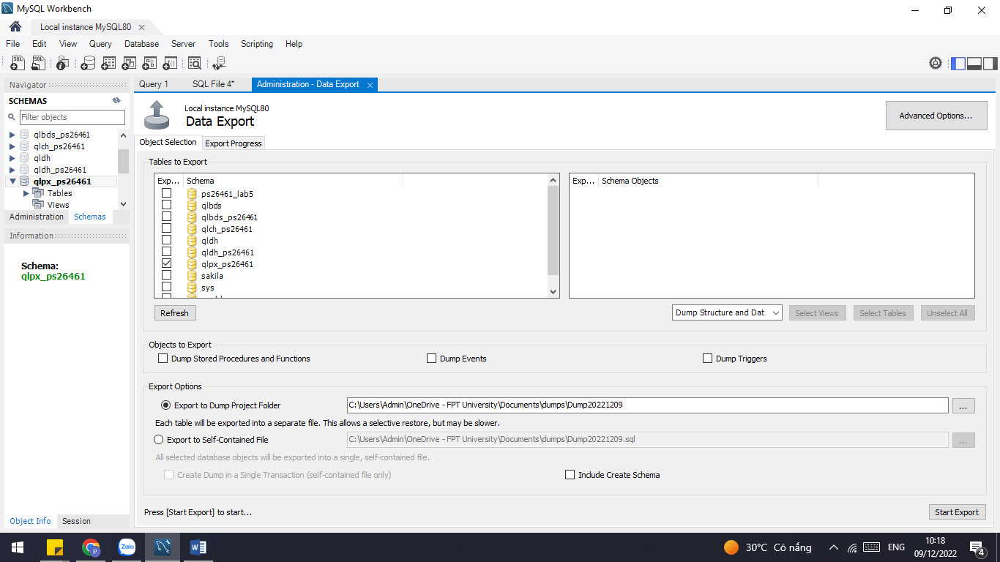 MySQL Workbench
Local instance MySQL80
File Edit View Query Database Server Tools Scripting Help
Navigator
SCHEMAS
Filter objects
qlbds_ps26461
qlch_ps26461
qldh
qldh_ps26461
qlpx_ps26461
Tables
Views
Administration Schemas
Information
Schema:
qlpx_ps26461
Object Info Session
Query 1 SQL File 4* Administration - Data Export
Local instance MySQL80
Data Export
Advanced Options...
Object Selection Export Progress
Tables to Export
Exp... Schema
ps26461_lab5
qlbds
qlbds_ps26461
qlch_ps26461
qldh
qldh_ps26461
qlpx_ps26461
sakila
sys
Exp... Schema Objects
Refresh
Dump Structure and Dat Select Views Select Tables Unselect All
Objects to Export
Dump Stored Procedures and Functions Dump Events Dump Triggers
Export Options
Export to Dump Project Folder C:\Users\Admin\OneDrive - FPT University\Documents\dumps\Dump20221209 ...
Each table will be exported into a separate file. This allows a selective restore, but may be slower.
Export to Self-Contained File C:\Users\Admin\OneDrive - FPT University\Documents\dumps\Dump20221209.sql ...
All selected database objects will be exported into a single, self-contained file.
Create Dump in a Single Transaction (self-contained file only) Include Create Schema
Press [Start Export] to start... Start Export
P Zalo W 30°C Có nắng ENG
10:18
09/12/2022
4